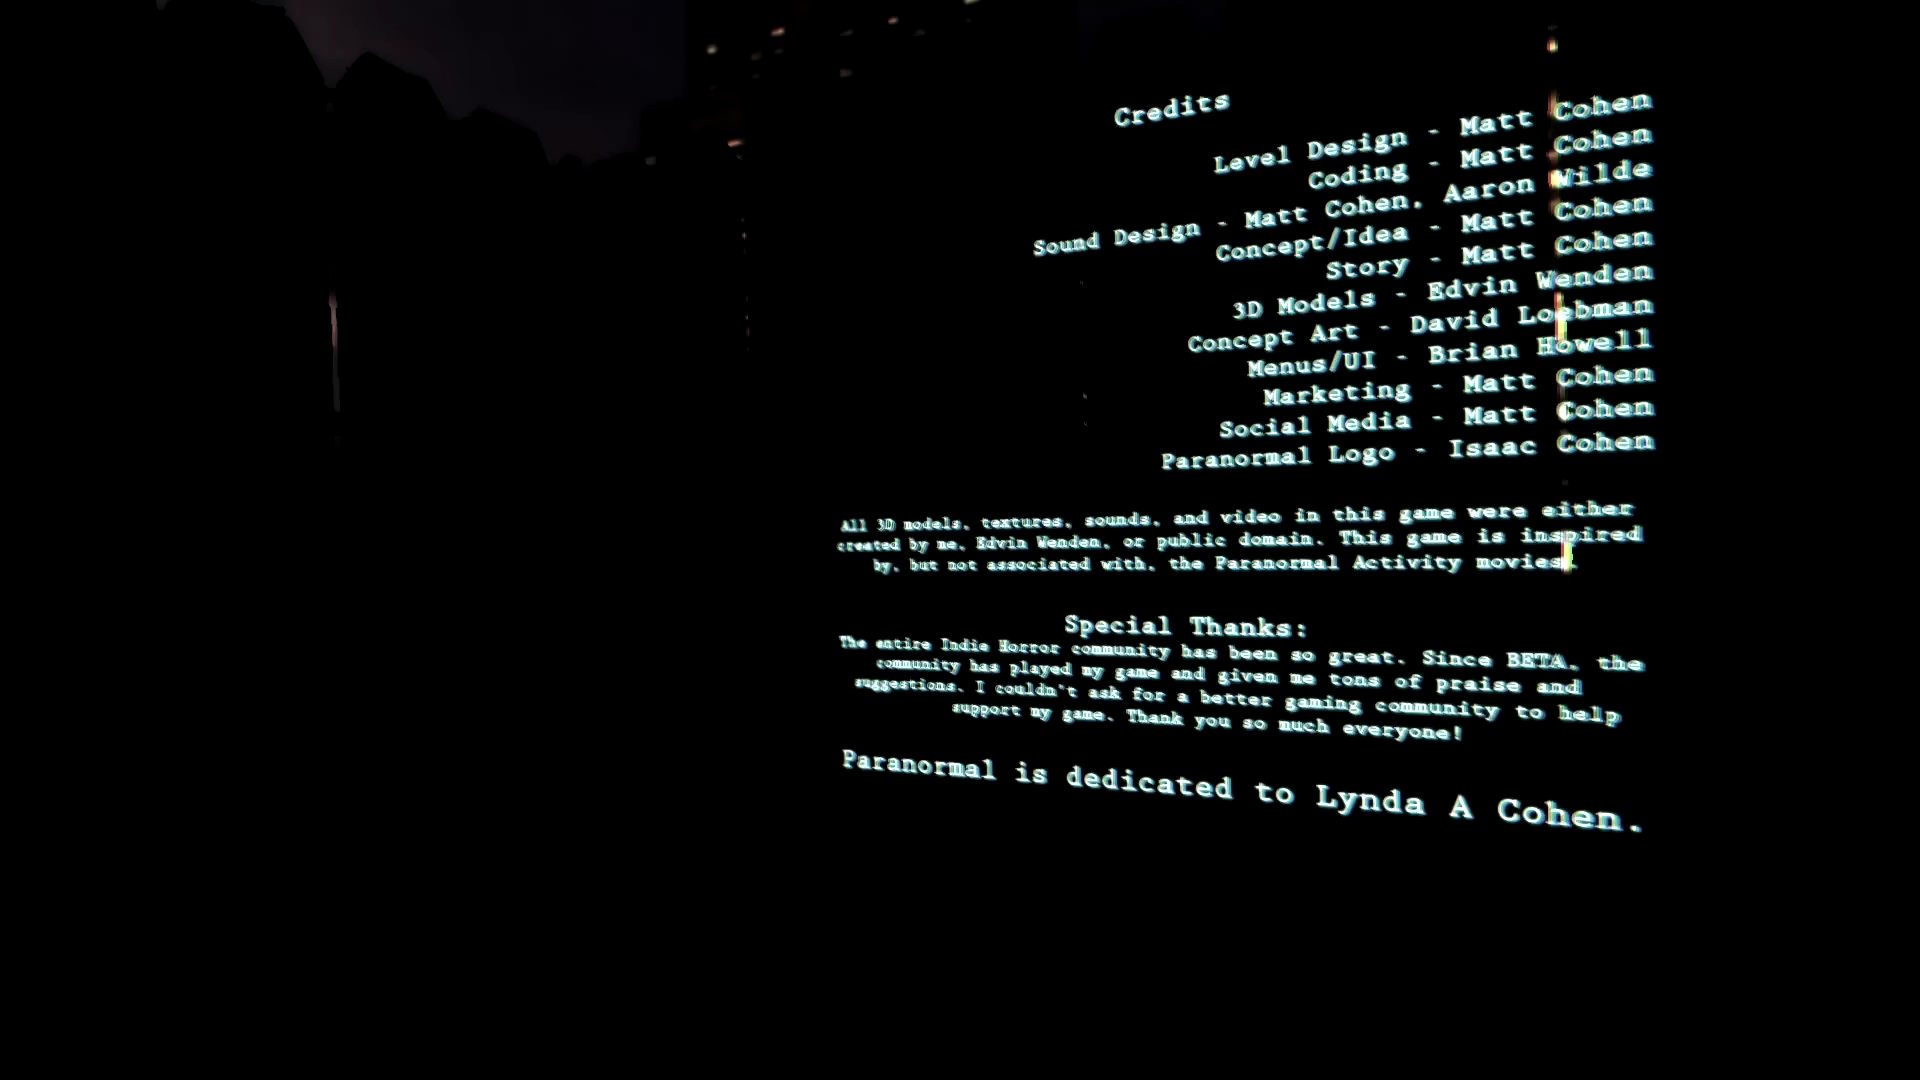 Credits
Level Design - Matt Cohen
Coding - Matt Cohen
Sound Design - Matt Cohen, Aaron Wilde
Concept/Idea - Matt Cohen
Story - Matt Cohen
3D Models - Edvin Wenden
Concept Art - David Loebman
Menus/UI - Brian Howell
Marketing - Matt Cohen
Social Media - Matt Cohen
Paranormal Logo - Isaac Cohen
All 3D models, textures, sounds, and video in this game were either
created by me, Edvin Wenden, or public domain. This game is inspired
by, but not associated with, the Paranormal Activity movies.
Special Thanks:
The entire Indie Horror community has been so great. Since BETA, the
community has played my game and given me tons of praise and
suggestions. I couldn't ask for a better gaming community to help
support my game. Thank you so much everyone!
Paranormal is dedicated to Lynda A Cohen.